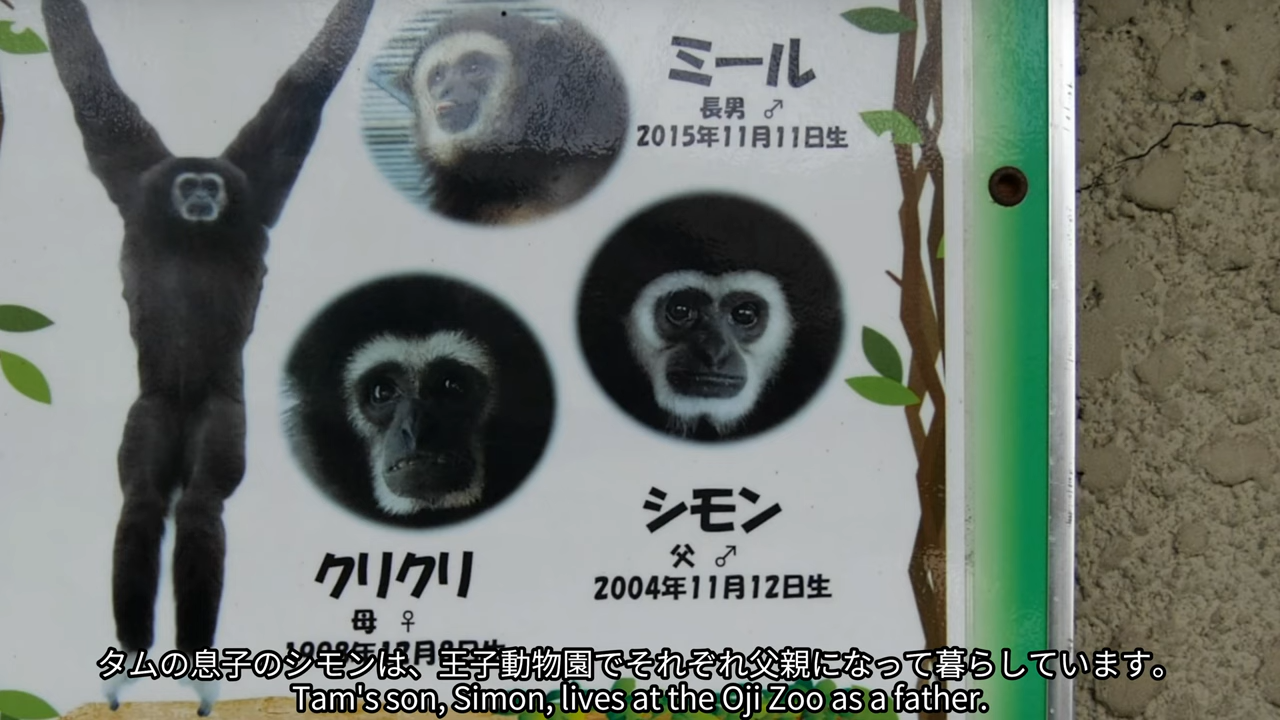 ミール
長男 ♂
2015年11月11日生
シモン
父 ♂
2004年11月12日生
クリクリ
母 ♀
タムの息子のシモンは、王子動物園でそれぞれ父親になって暮らしています。
Tam's son, Simon, lives at the Oji Zoo as a father.